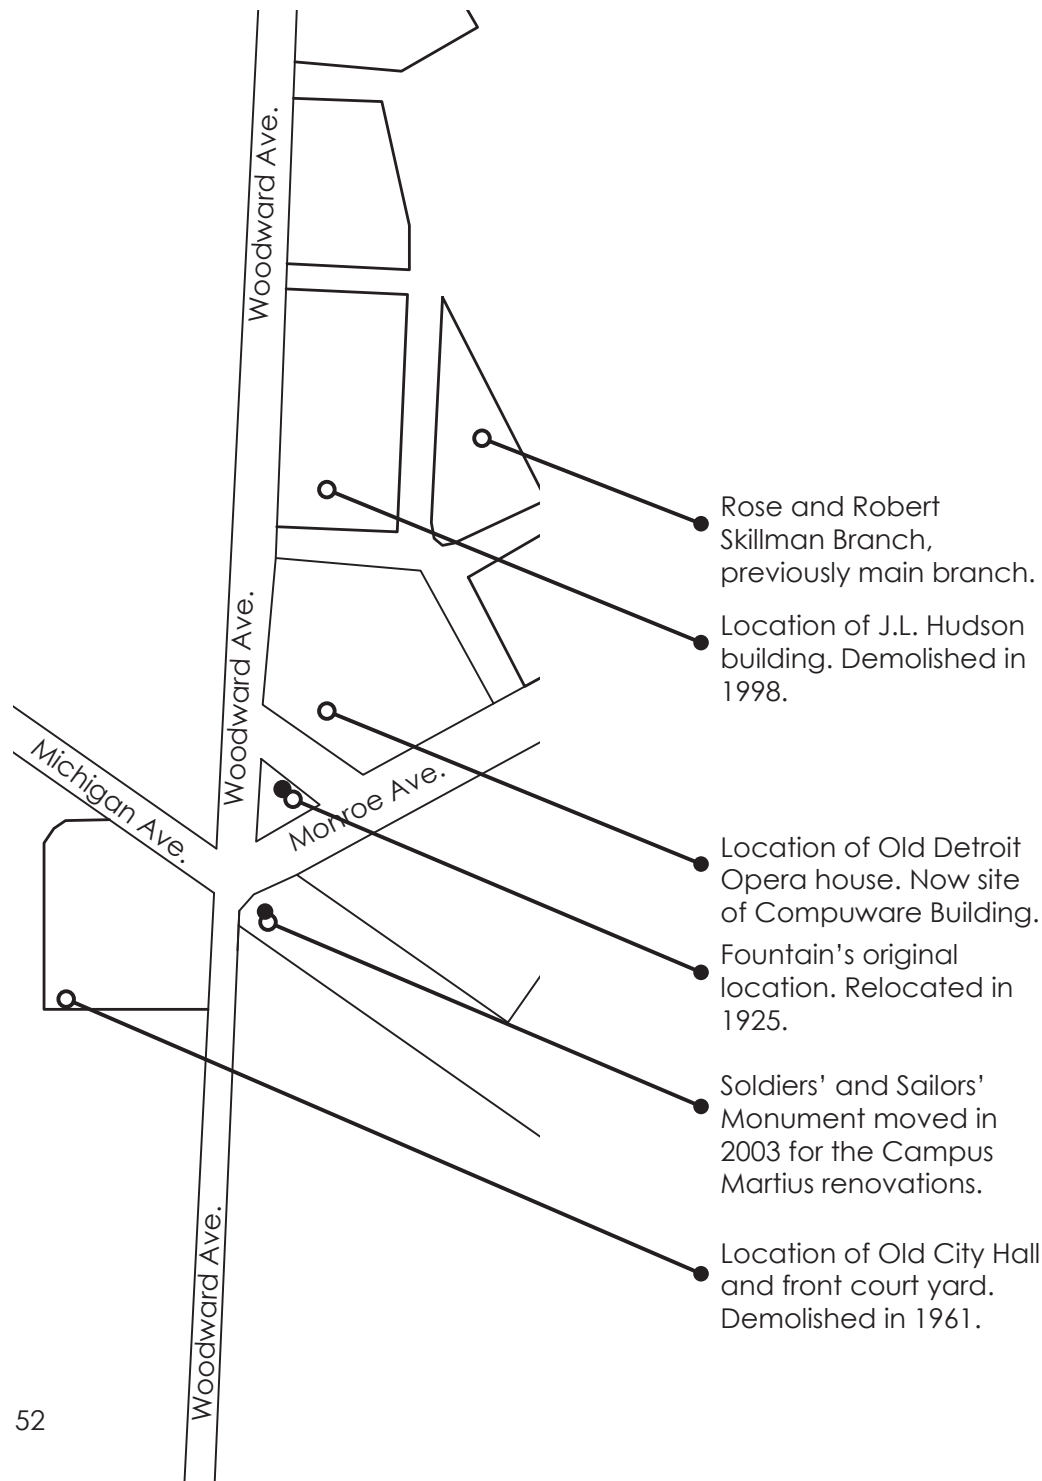 Woodward Ave.
Rose and Robert
Skillman Branch,
previously main branch.
Location of J.L. Hudson
building. Demolished in
1998.
Woodward Ave.
Michigan Ave.
Monroe Ave.
Location of Old Detroit
Opera house. Now site
of Compuware Building.
Fountain’s original
location. Relocated in
1925.
Soldiers’ and Sailors’
Monument moved in
2003 for the Campus
Martius renovations.
Location of Old City Hall
and front court yard.
Demolished in 1961.
Woodward Ave.
52